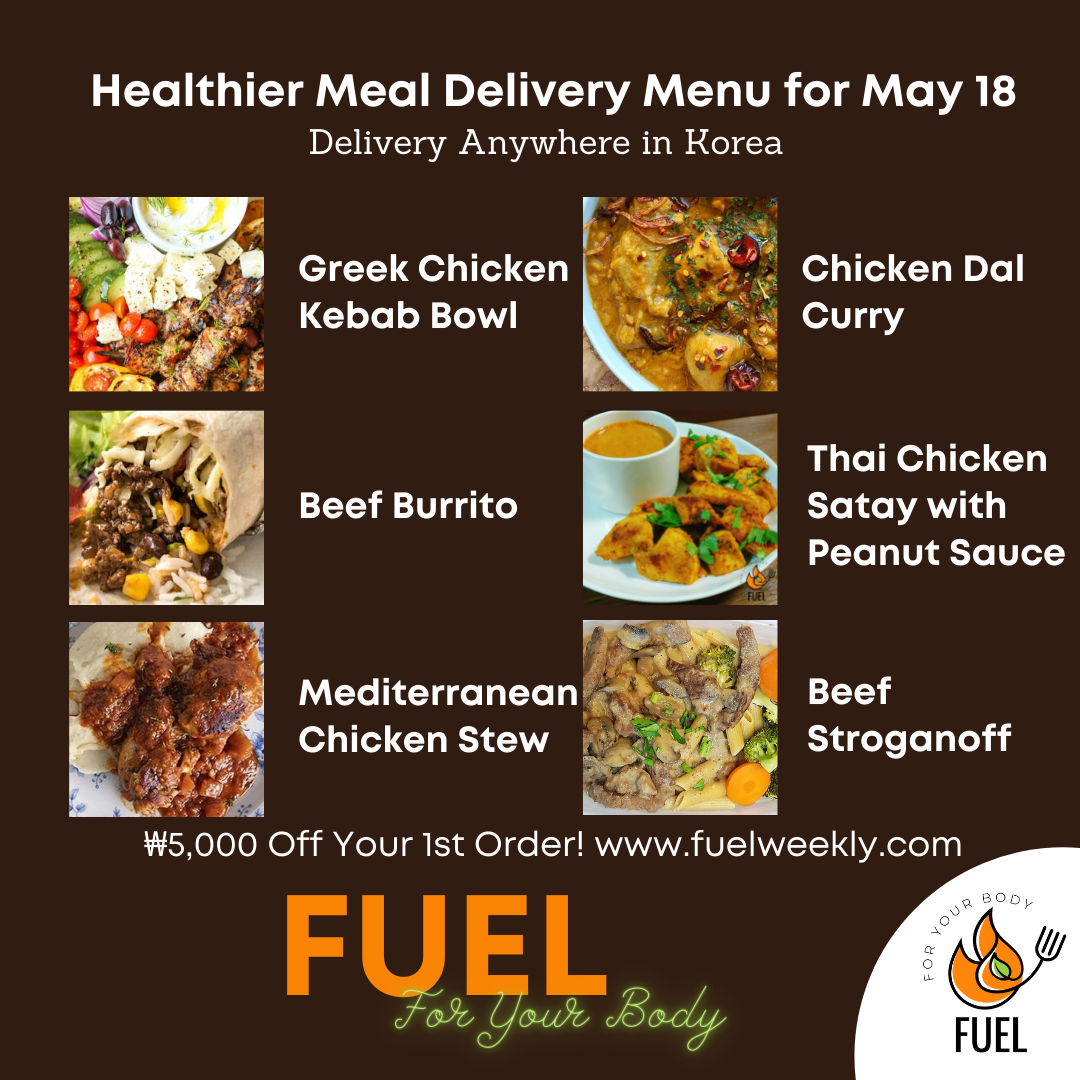 Healthier Meal Delivery Menu for May 18
Delivery Anywhere in Korea
Greek Chicken
Kebab Bowl
Chicken Dal
Curry
Beef Burrito
Thai Chicken
Satay with
Peanut Sauce
FUEL
Mediterranean
Chicken Stew
Beef
Stroganoff
₩5,000 Off Your 1st Order! www.fuelweekly.com
FUEL
For Your Body
FOR YOUR BODY
FUEL